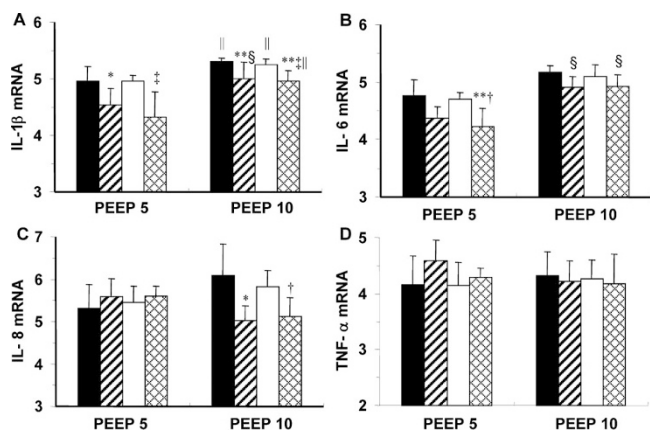 A
IL-1β mRNA
6
5
4
3
*
‡
||
**§
||
**‡||
PEEP 5
PEEP 10
B
IL- 6 mRNA
6
5
4
3
**†
§
§
PEEP 5
PEEP 10
C
IL- 8 mRNA
7
6
5
4
3
*
†
PEEP 5
PEEP 10
D
TNF- α mRNA
5
4
3
2
PEEP 5
PEEP 10